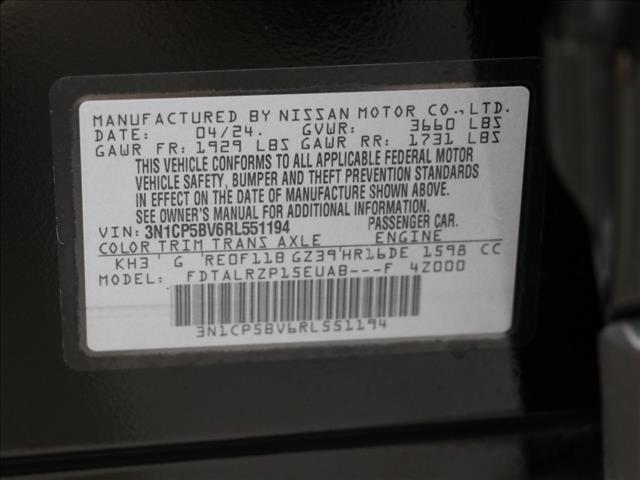 MANUFACTURED BY NISSAN MOTOR CO.,LTD.
DATE: 04/24. GVWR: 3660 LBS
GAWR FR: 1929 LBS GAWR RR: 1731 LBS
THIS VEHICLE CONFORMS TO ALL APPLICABLE FEDERAL MOTOR
VEHICLE SAFETY, BUMPER AND THEFT PREVENTION STANDARDS
IN EFFECT ON THE DATE OF MANUFACTURE SHOWN ABOVE.
SEE OWNER'S MANUAL FOR ADDITIONAL INFORMATION.
VIN: 3N1CP5BV6RL551194 PASSENGER CAR.
COLOR TRIM TRANS AXLE ENGINE
KH3 ' G ' RE0F11B GZ39'HR16DE 1598 CC
MODEL: FDTALRZP15EUAB---F 4Z000
3N1CP5BV6RL551194